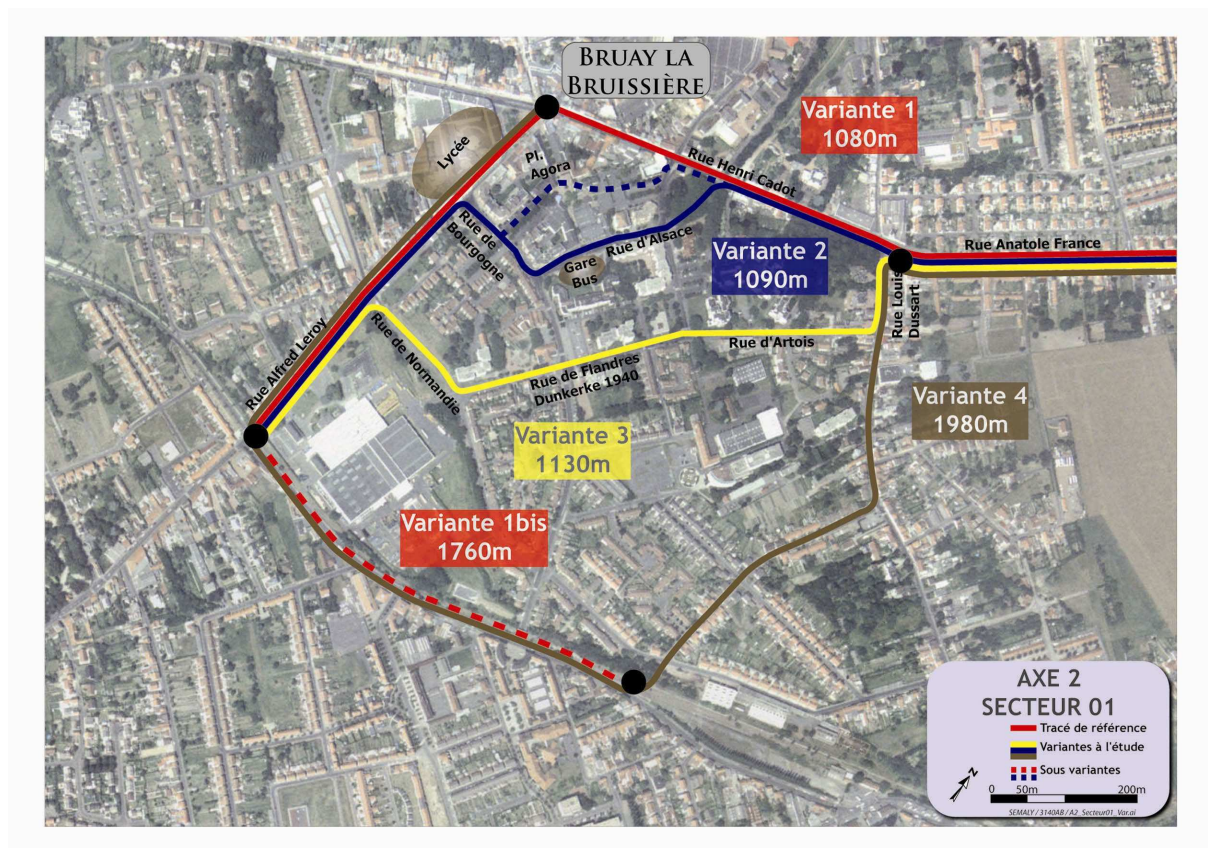 BRUAY LA
BRUISSIÈRE
Variante 1
1080m
Lycée
Pl.
Agora
Rue Henri Cadot
Rue de
Bourgogne
Rue d'Alsace
Gare
Bus
Variante 2
1090m
Rue Anatole France
Rue Louis
Dussart
Rue Alfred Leroy
Rue de Normandie
Rue de Flandres
Dunkerke 1940
Rue d'Artois
Variante 4
1980m
Variante 3
1130m
Variante 1bis
1760m
AXE 2
SECTEUR 01
Tracé de référence
Variantes à l'étude
Sous variantes
N
0 50m 200m
SEMALY / 3140AB / A2_Secteur01_Var.ai